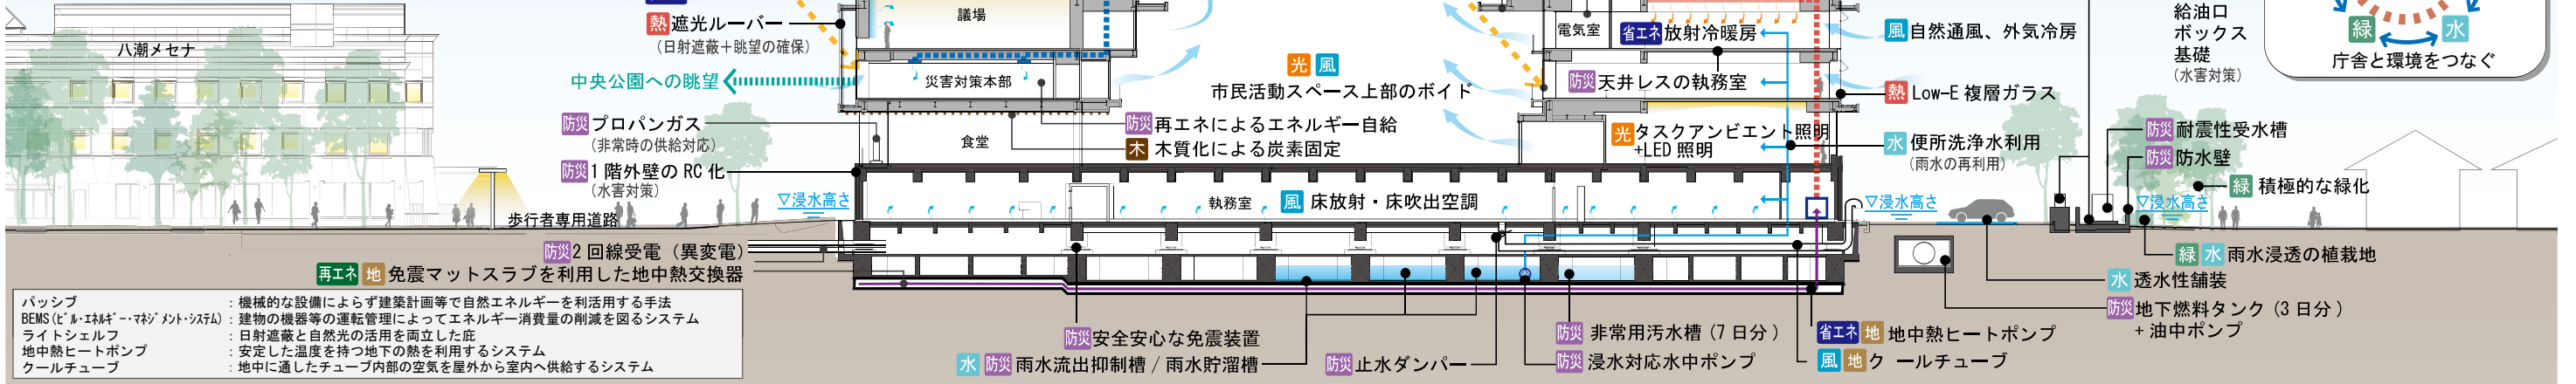 議場
熱 遮光ルーバー
(日射遮蔽+眺望の確保)
八潮メセナ
中央公園への眺望
災害対策本部
防災 プロパンガス
(非常時の供給対応)
食堂
防災 再エネによるエネルギー自給
木 木質化による炭素固定
防災 1階外壁のRC化
(水害対策)
▽浸水高さ
歩行者専用道路
光 風
市民活動スペース上部のボイド
電気室
省エネ 放射冷暖房
防災 天井レスの執務室
光 タスクアンビエント照明
+LED照明
風 自然通風、外気冷房
熱 Low-E 複層ガラス
水 便所洗浄水利用
(雨水の再利用)
執務室
風 床放射・床吹出空調
▽浸水高さ
給油口
ボックス
基礎
(水害対策)
緑 水
庁舎と環境をつなぐ
防災 耐震性受水槽
防災 防水壁
緑 積極的な緑化
▽浸水高さ
緑 水 雨水浸透の植栽地
水 透水性舗装
防災 地下燃料タンク(3日分)
+油中ポンプ
防災 2回線受電(異変電)
再エネ 地 免震マットスラブを利用した地中熱交換器
防災 安全安心な免震装置
水 防災 雨水流出抑制槽/雨水貯溜槽
防災 止水ダンパー
防災 非常用汚水槽(7日分)
防災 浸水対応水中ポンプ
省エネ 地 地中熱ヒートポンプ
風 地 ク ールチューブ
パッシブ : 機械的な設備によらず建築計画等で自然エネルギーを利活用する手法
BEMS(ﾋﾞﾙ・ｴﾈﾙｷﾞｰ・ﾏﾈｼﾞﾒﾝﾄ・ｼｽﾃﾑ) : 建物の機器等の運転管理によってエネルギー消費量の削減を図るシステム
ライトシェルフ : 日射遮蔽と自然光の活用を両立した庇
地中熱ヒートポンプ : 安定した温度を持つ地下の熱を利用するシステム
クールチューブ : 地中に通したチューブ内部の空気を屋外から室内へ供給するシステム